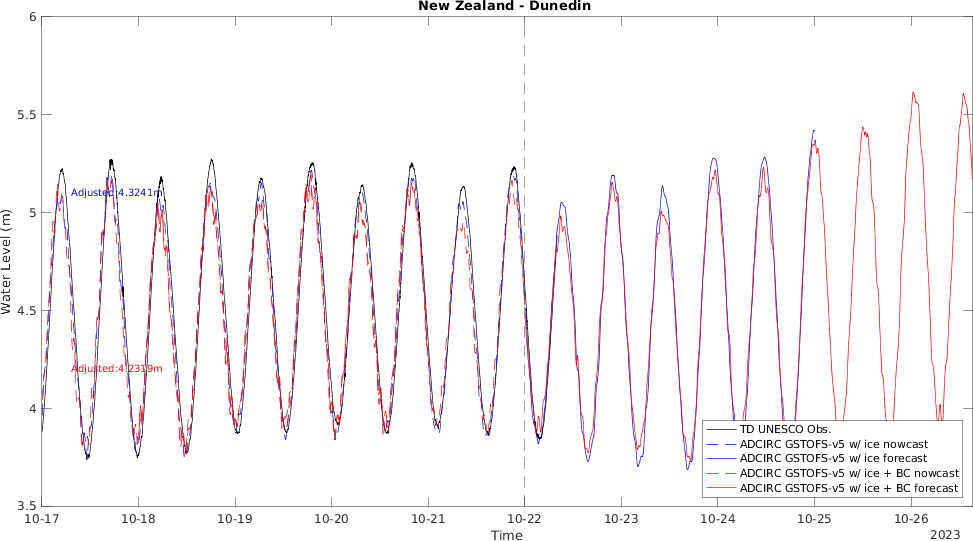 New Zealand - Dunedin
6
5.5
5
4.5
4
3.5
Water Level (m)
Adjusted:4.3241m
Adjusted:4.2319m
TD UNESCO Obs.
ADCIRC GSTOFS-v5 w/ ice nowcast
ADCIRC GSTOFS-v5 w/ ice forecast
ADCIRC GSTOFS-v5 w/ ice + BC nowcast
ADCIRC GSTOFS-v5 w/ ice + BC forecast
10-17 10-18 10-19 10-20 10-21 10-22 10-23 10-24 10-25 10-26
Time
2023